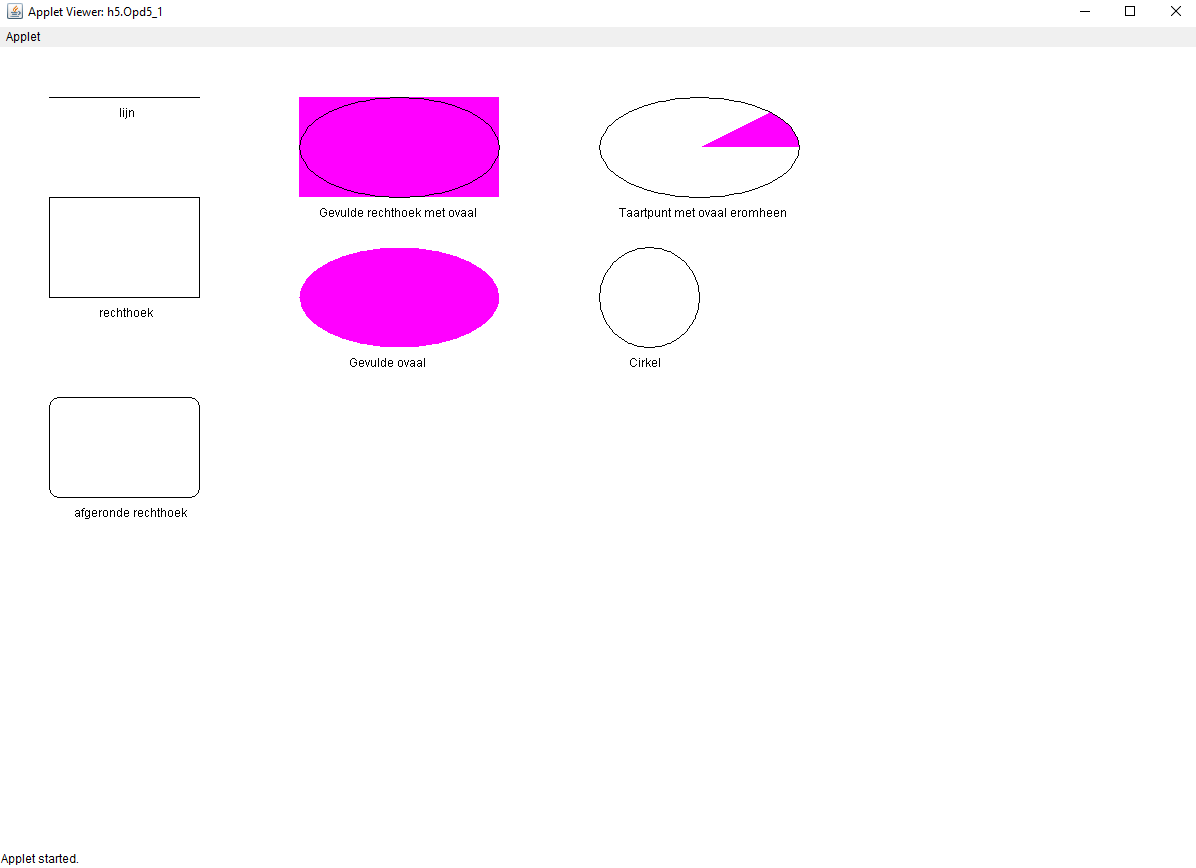 Applet Viewer: h5.Opd5_1
Applet
lijn
Gevulde rechthoek met ovaal
Taartpunt met ovaal eromheen
rechthoek
Gevulde ovaal
Cirkel
afgeronde rechthoek
Applet started.